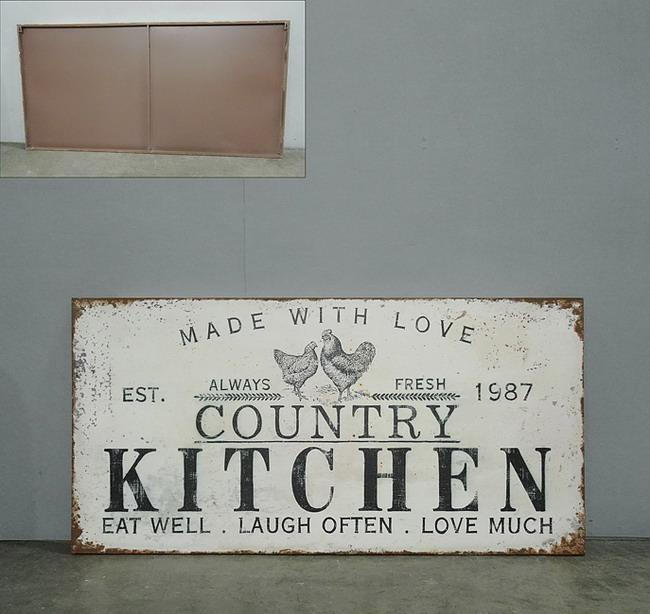 MADE WITH LOVE
ALWAYS FRESH
EST. 1987
COUNTRY
KITCHEN
EAT WELL . LAUGH OFTEN . LOVE MUCH